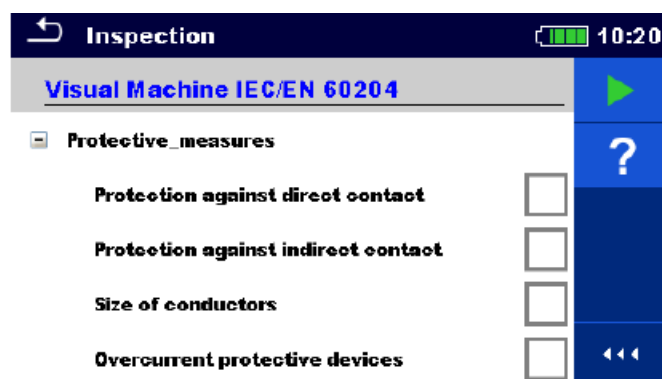 Inspection 10:20
Visual Machine IEC/EN 60204
Protective_measures
?
Protection against direct contact
Protection against indirect contact
Size of conductors
Overcurrent protective devices